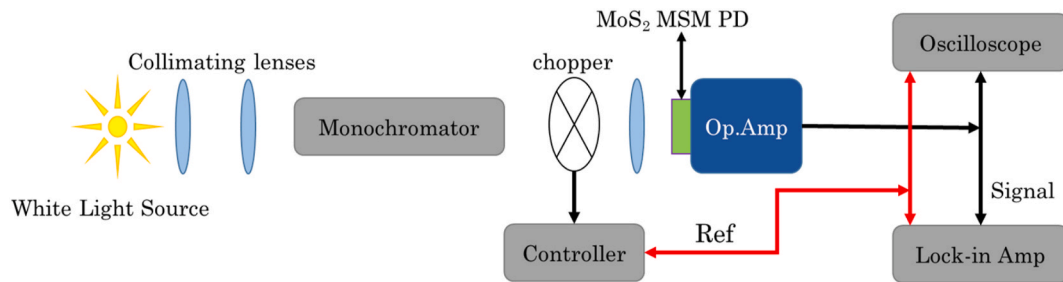 MoS₂ MSM PD
Oscilloscope
Collimating lenses
chopper
Monochromator
Op.Amp
White Light Source
Signal
Ref
Controller
Lock-in Amp